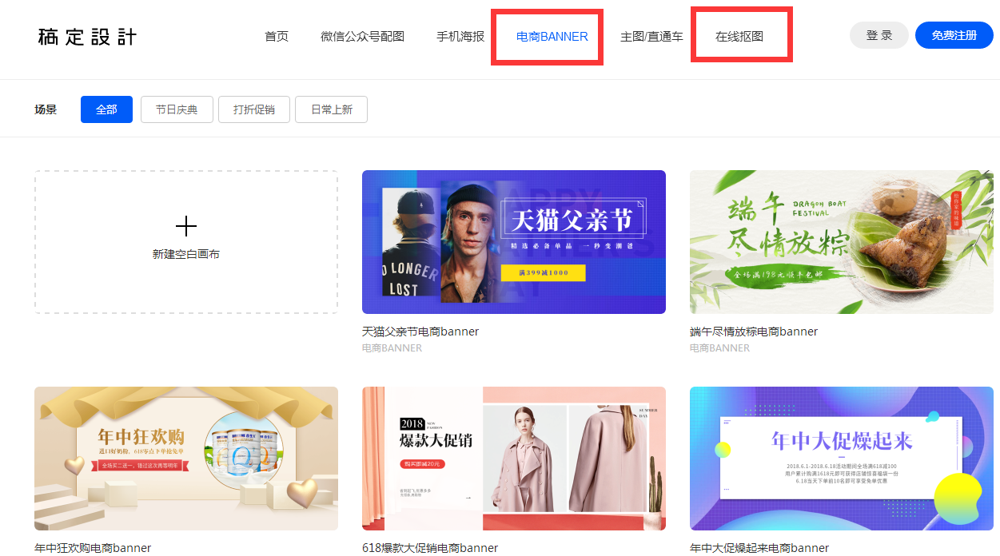 稿定設計
首页
微信公众号配图
手机海报
电商BANNER
主图/直通车
在线抠图
登 录
免费注册
场景
全部
节日庆典
打折促销
日常上新
新建空白画布
O LONGER
LOST
天猫父亲节
精选必备单品 一秒变潮爸
满399减1000
端午
DRAGON BOAT
FESTIVAL
尽情放粽
全场满198元顺丰包邮
给你家的味道
天猫父亲节电商banner
电商BANNER
端午尽情放粽电商banner
电商BANNER
年中狂欢购
进口好奶粉，618零点下单抢免单
全场买二送一，错过这次再等明年
2018
NEW
FASHION
爆款大促销
购买即减20元
SUMMER
DAY
年中大促燥起来
2018.6.1-2018.6.18活动期间全场满618减100
用户累计购满1618元即可获得店铺惊喜福袋一份
6.18当天下单前10名即可享受免单优惠
年中狂欢购电商banner
618爆款大促销电商banner
年中大促燥起来电商banner